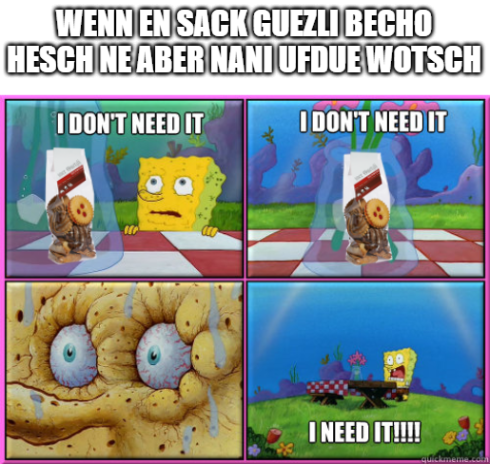 WENN EN SACK GUEZLI BECHO
HESCH NE ABER NANI UFDUE WOTSCH
I DON'T NEED IT
I DON'T NEED IT
I NEED IT!!!!
quickmeme.com